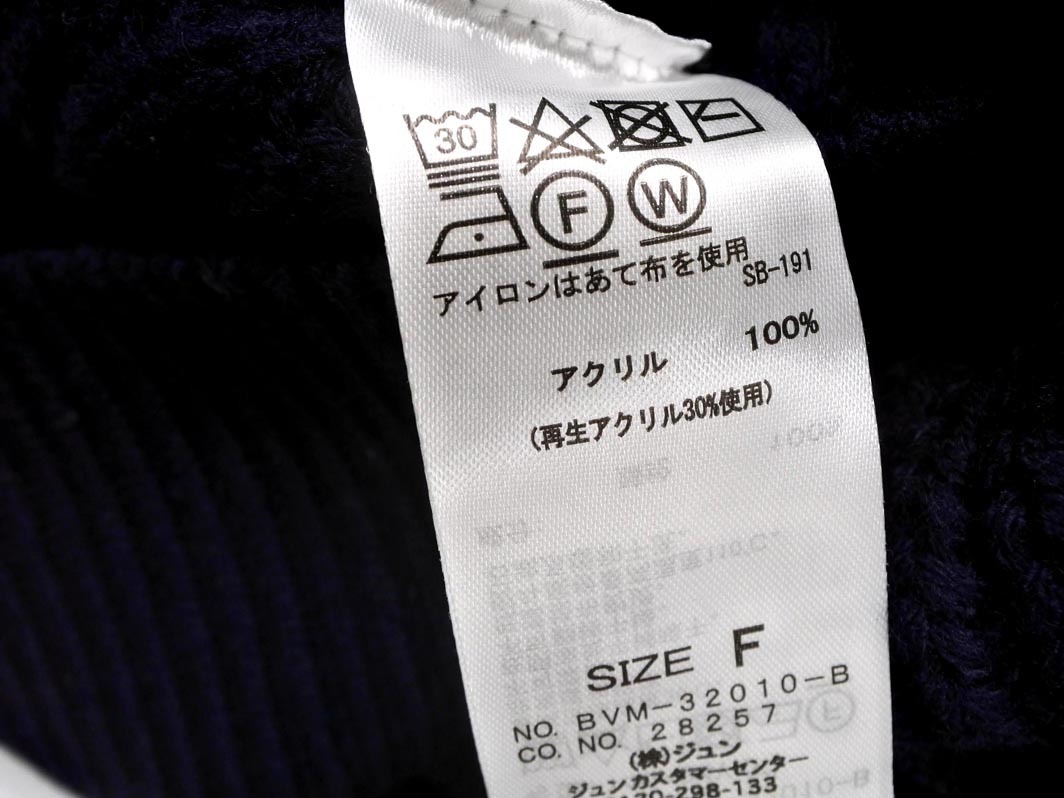 30
F W
アイロンはあて布を使用
SB-191
アクリル 100%
(再生アクリル30%使用)
SIZE F
NO. BVM-32010-B
CO. NO. 28257
(株)ジュン
ジュンカスタマーセンター
298-133